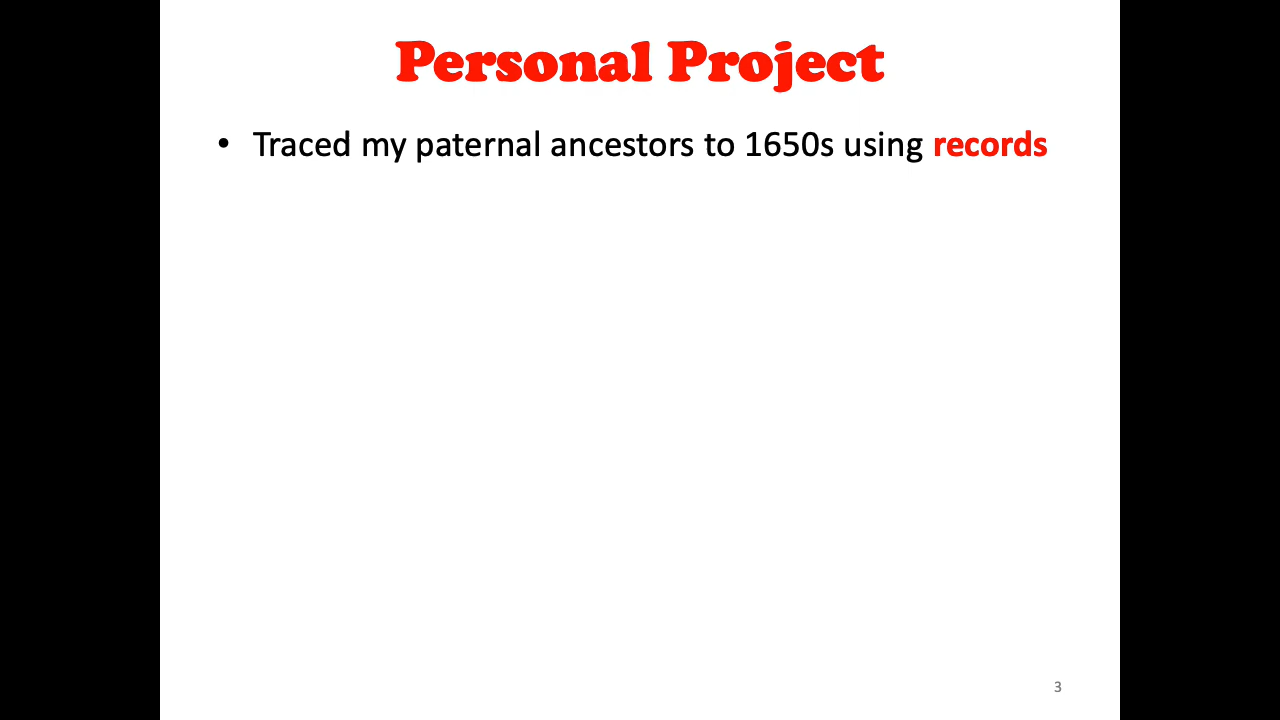 Personal Project
• Traced my paternal ancestors to 1650s using records
3